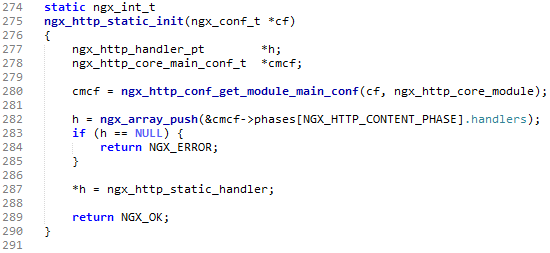 274 static ngx_int_t
275 ngx_http_static_init(ngx_conf_t *cf)
276 {
277     ngx_http_handler_pt        *h;
278     ngx_http_core_main_conf_t  *cmcf;
279
280     cmcf = ngx_http_conf_get_module_main_conf(cf, ngx_http_core_module);
281
282     h = ngx_array_push(&cmcf->phases[NGX_HTTP_CONTENT_PHASE].handlers);
283     if (h == NULL) {
284         return NGX_ERROR;
285     }
286
287     *h = ngx_http_static_handler;
288
289     return NGX_OK;
290 }
291